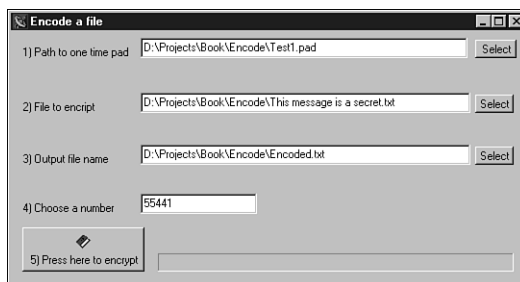 Encode a file
1) Path to one time pad D:\Projects\Book\Encode\Test1.pad Select
2) File to encript D:\Projects\Book\Encode\This message is a secret.txt Select
3) Output file name D:\Projects\Book\Encode\Encoded.txt Select
4) Choose a number 55441
5) Press here to encrypt